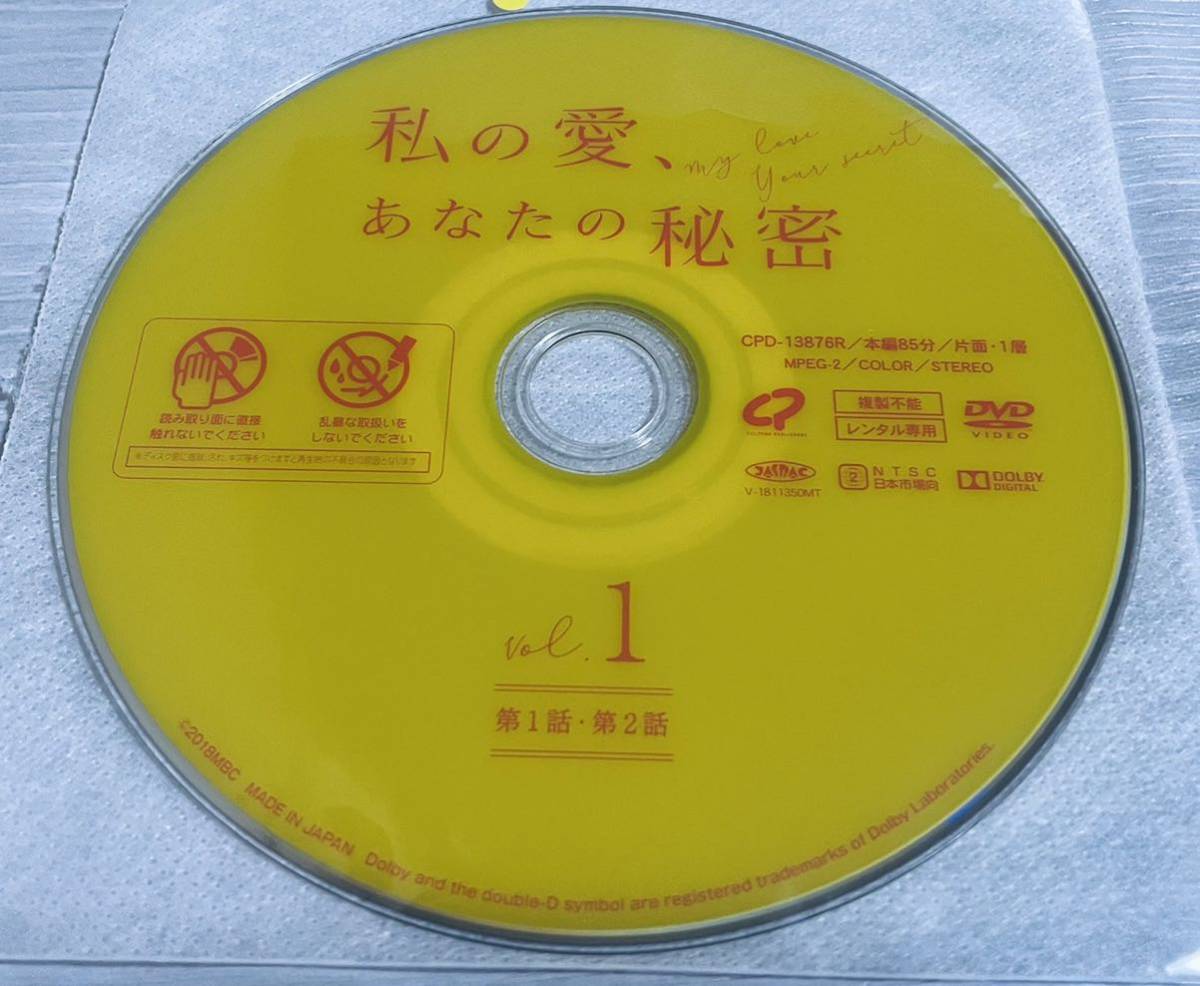 私の愛、
my love
Your secret
あなたの秘密
読み取り面に直接
触れないでください
乱暴な取扱いを
しないでください
CPD-13876R／本編85分／片面・1層
MPEG-2／COLOR／STEREO
CP
複製不能
レンタル専用
DVD
VIDEO
JASRAC
V-1811350MT
2
NTSC
日本市場向
DOLBY
DIGITAL
vol. 1
第1話・第2話
©2018MBC MADE IN JAPAN Dolby and the double-D symbol are registered trademarks of Dolby Laboratories.